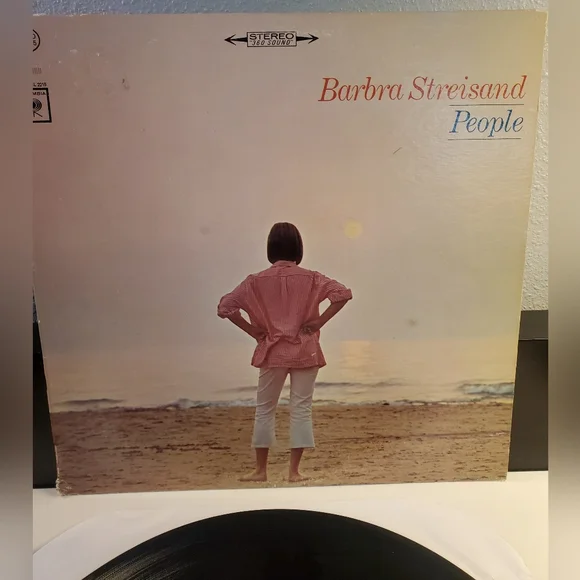 STEREO
360 SOUND
Barbra Streisand
People